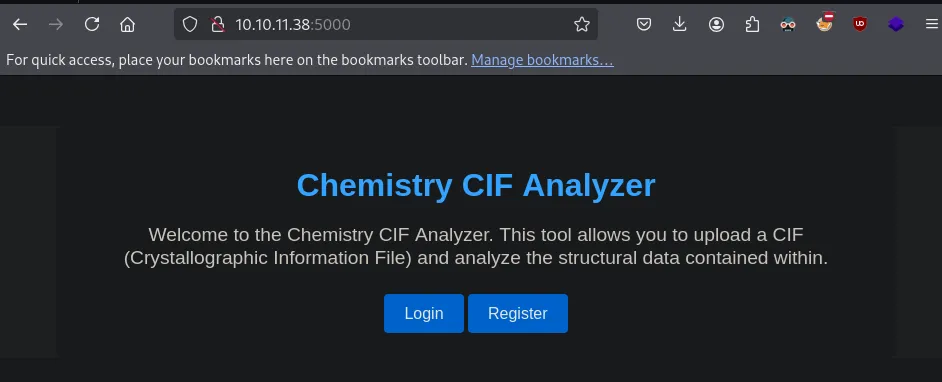 10.10.11.38:5000
For quick access, place your bookmarks here on the bookmarks toolbar. Manage bookmarks...
Chemistry CIF Analyzer
Welcome to the Chemistry CIF Analyzer. This tool allows you to upload a CIF
(Crystallographic Information File) and analyze the structural data contained within.
Login Register